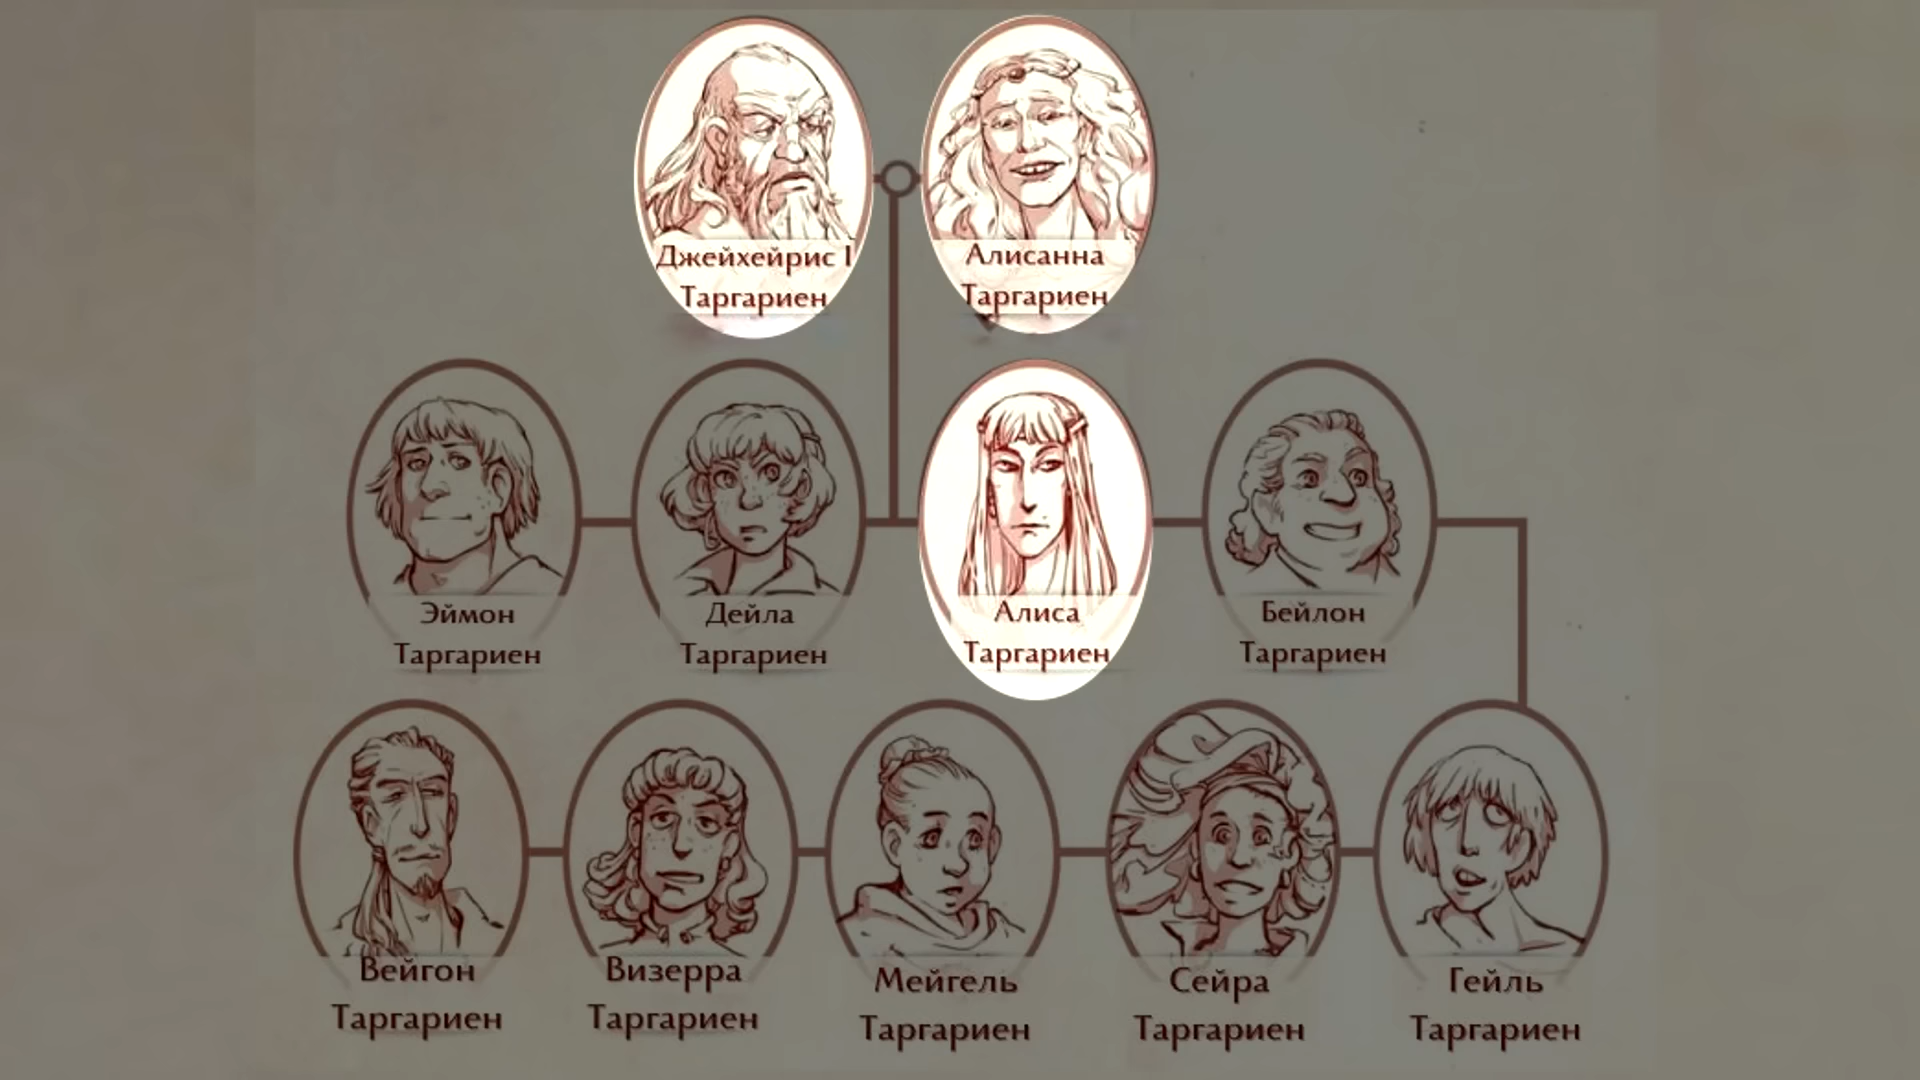 Джейхейрис I
Таргариен
Алисанна
Таргариен
Эймон
Таргариен
Дейла
Таргариен
Алиса
Таргариен
Бейлон
Таргариен
Вейгон
Таргариен
Визерра
Таргариен
Мейгель
Таргариен
Сейра
Таргариен
Гейль
Таргариен